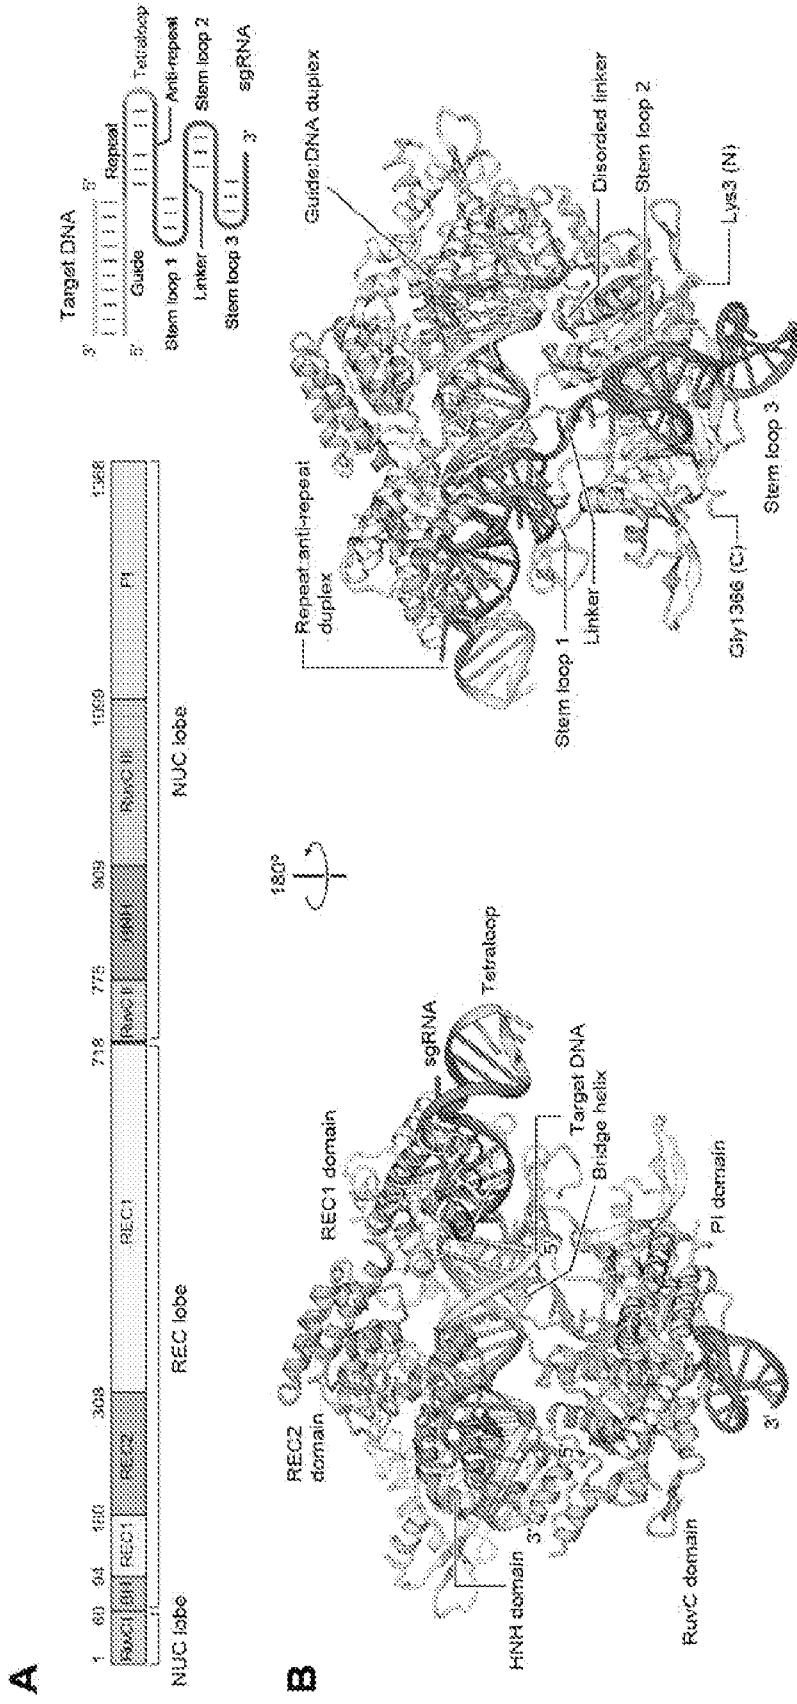 A
1 60 94 180 308 718 775 909 1099 1368
RuvC I BH REC1 REC2 REC1 RuvC II HNH RuvC III PI
NUC lobe REC lobe NUC lobe
Target DNA
3' 5'
Repeat
Tetraloop
5' Guide
Anti-repeat
Stem loop 1
Stem loop 2
Linker
Stem loop 3
3'
sgRNA
B
180°
REC2
domain
REC1 domain
sgRNA
Tetraloop
HNH domain
3'
5'
5'
Target DNA
Bridge helix
RuvC domain
PI domain
3'
Repeat:anti-repeat
duplex
Guide:DNA duplex
Stem loop 1
Linker
Disorded linker
Stem loop 2
Gly1366 (C)
Lys3 (N)
Stem loop 3